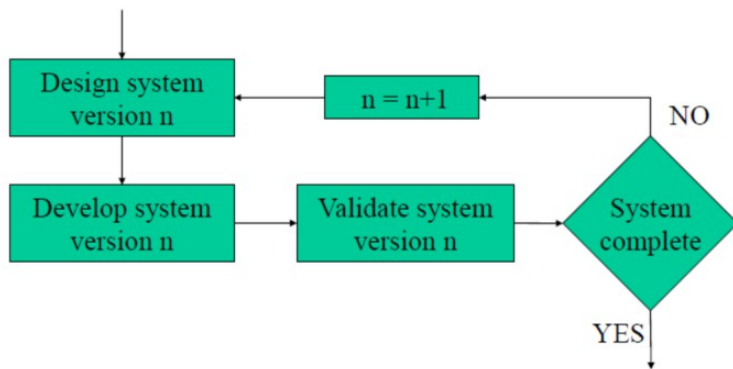 Design system
version n
n = n+1
NO
Develop system
version n
Validate system
version n
System
complete
YES